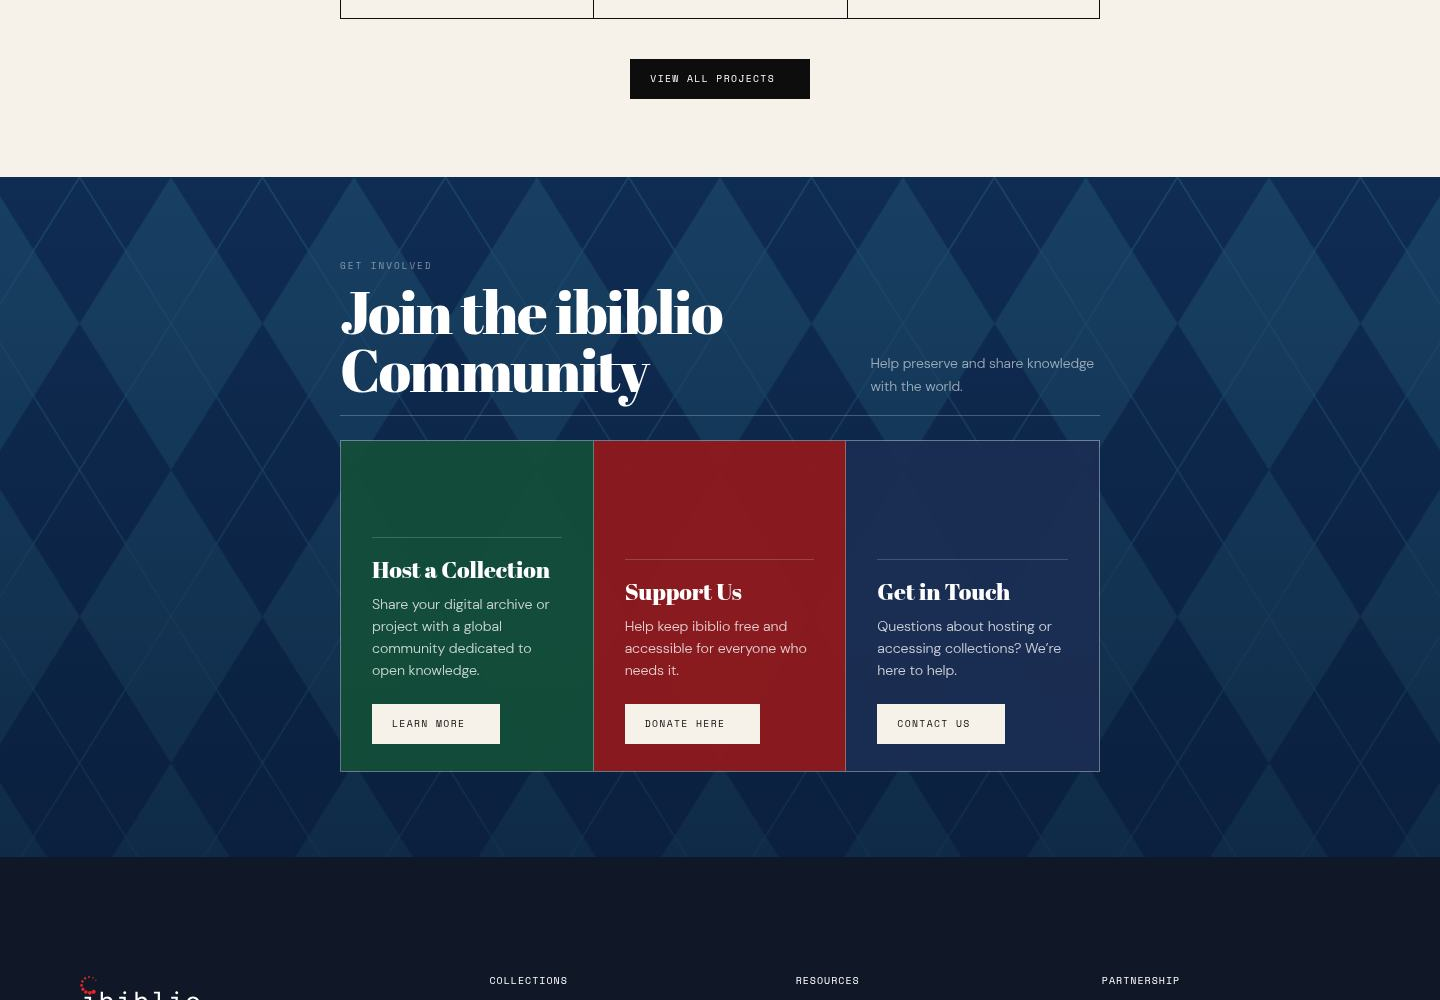 VIEW ALL PROJECTS
GET INVOLVED
Join the ibiblio
Community
Help preserve and share knowledge
with the world.
Host a Collection
Share your digital archive or
project with a global
community dedicated to
open knowledge.
LEARN MORE
Support Us
Help keep ibiblio free and
accessible for everyone who
needs it.
DONATE HERE
Get in Touch
Questions about hosting or
accessing collections? We’re
here to help.
CONTACT US
ibiblio
COLLECTIONS
RESOURCES
PARTNERSHIP